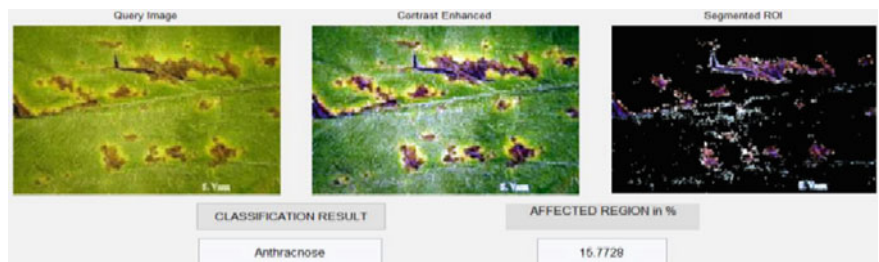 Query Image
Contrast Enhanced
Segmented ROI
CLASSIFICATION RESULT
AFFECTED REGION in %
Anthracnose
15.7728